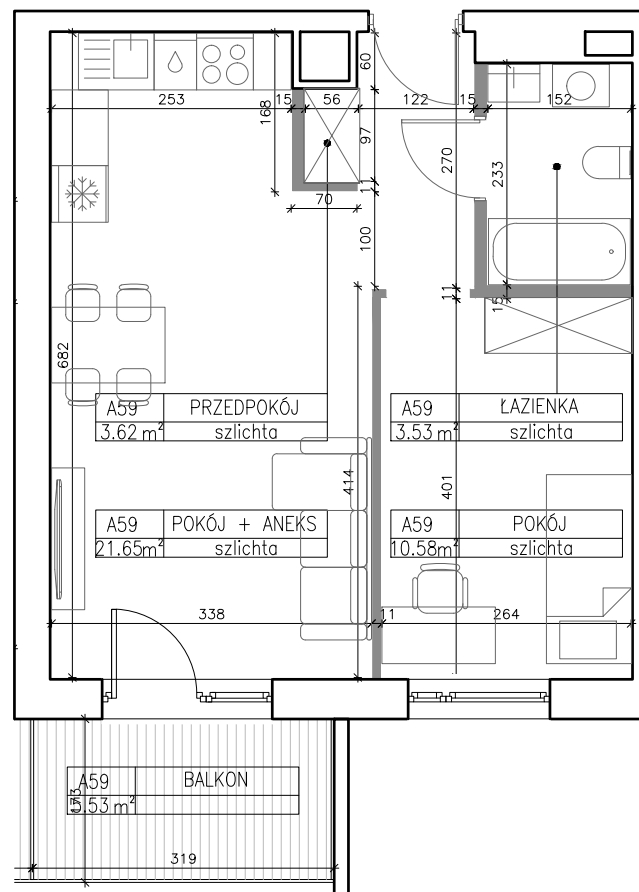 60
253
15
56
122
15
152
168
97
270
233
11
70
100
11
15
682
A59 PRZEDPOKÓJ
3.62 m² szlichta
A59 ŁAZIENKA
3.53 m² szlichta
414
401
A59 POKÓJ + ANEKS
21.65m² szlichta
A59 POKÓJ
10.58m² szlichta
338
11
264
A59 BALKON
5.53 m²
319